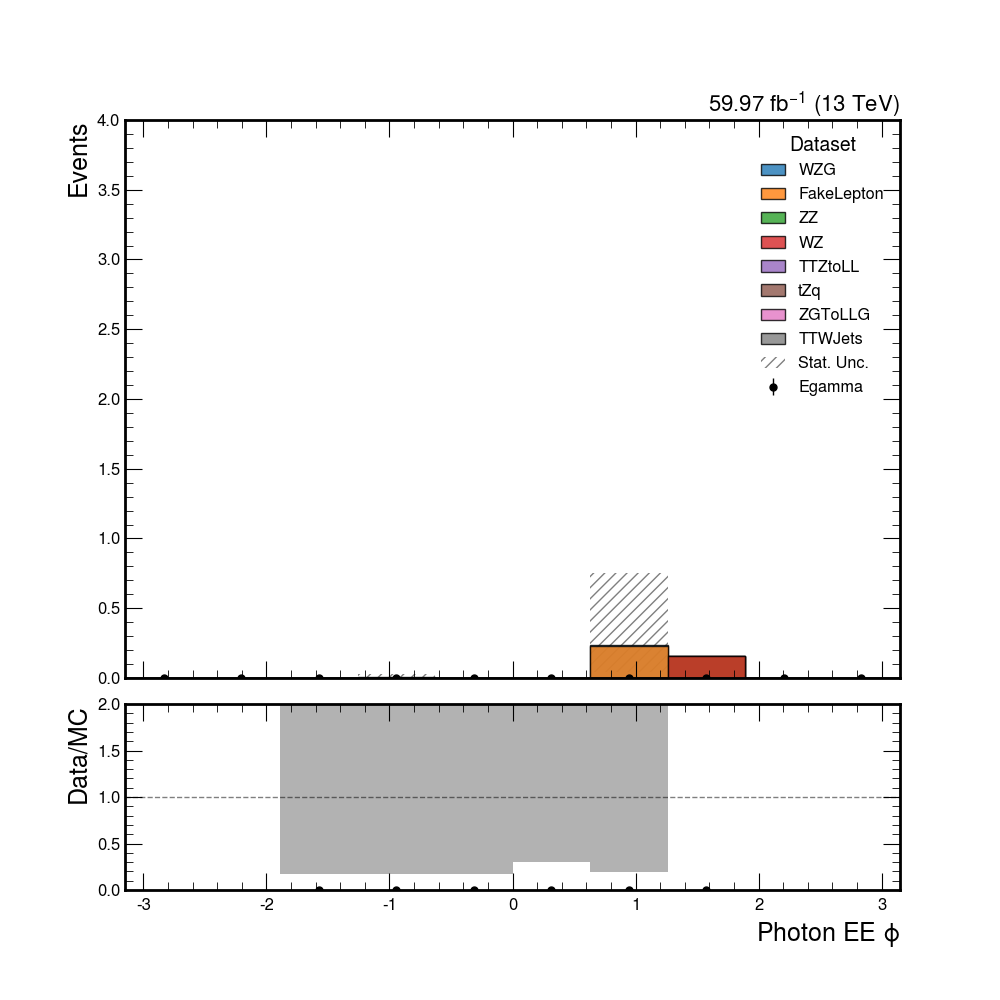 59.97 fb⁻¹ (13 TeV)
Events
4.0
3.5
3.0
2.5
2.0
1.5
1.0
0.5
0.0
Dataset
WZG
FakeLepton
ZZ
WZ
TTZtoLL
tZq
ZGToLLG
TTWJets
Stat. Unc.
Egamma
Data/MC
2.0
1.5
1.0
0.5
0.0
-3 -2 -1 0 1 2 3
Photon EE ϕ